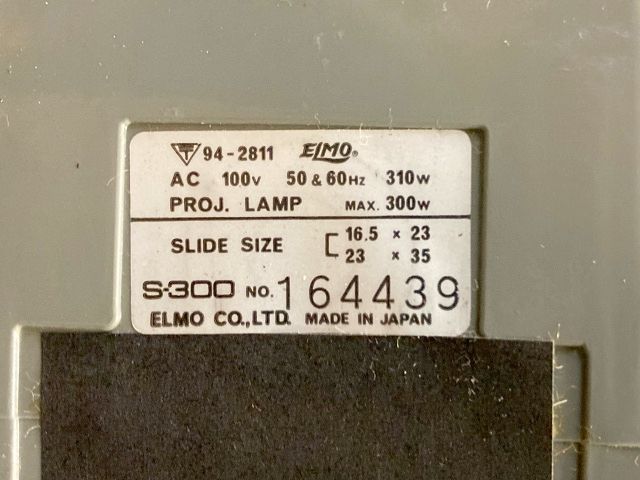 94-2811 ELMO®
AC 100V 50 & 60HZ 310W
PROJ. LAMP MAX. 300W
SLIDE SIZE 16.5 × 23
23 × 35
S-300 NO. 164439
ELMO CO., LTD. MADE IN JAPAN